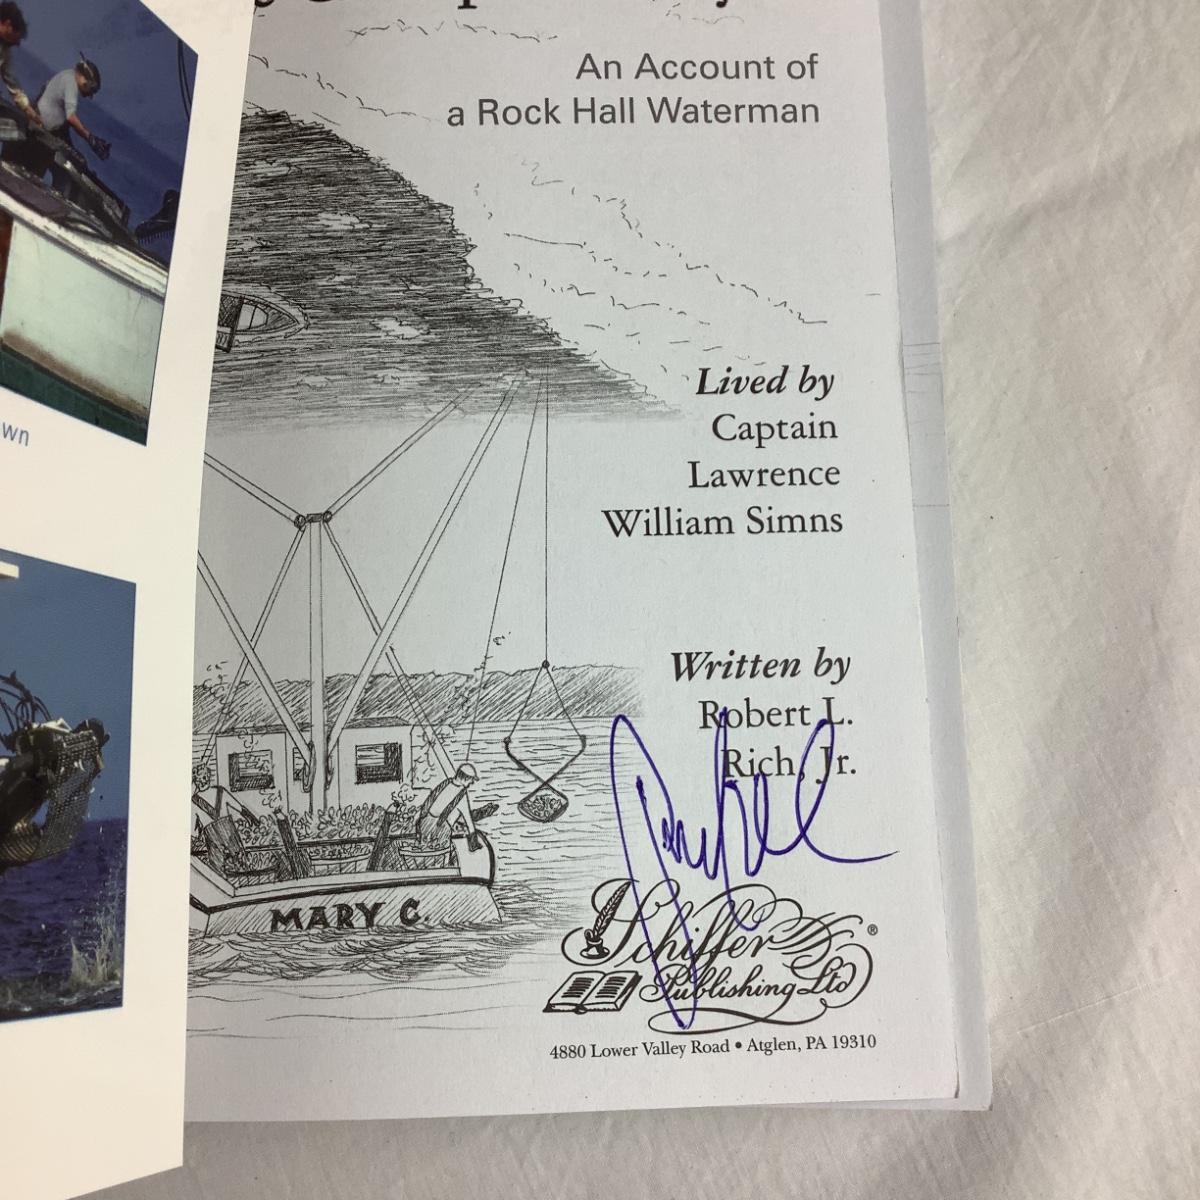 An Account of
a Rock Hall Waterman
Lived by
Captain
Lawrence
William Simns
Written by
Robert L.
Rich, Jr.
MARY C.
Schiffer
Publishing Ltd
®
4880 Lower Valley Road • Atglen, PA 19310
wn